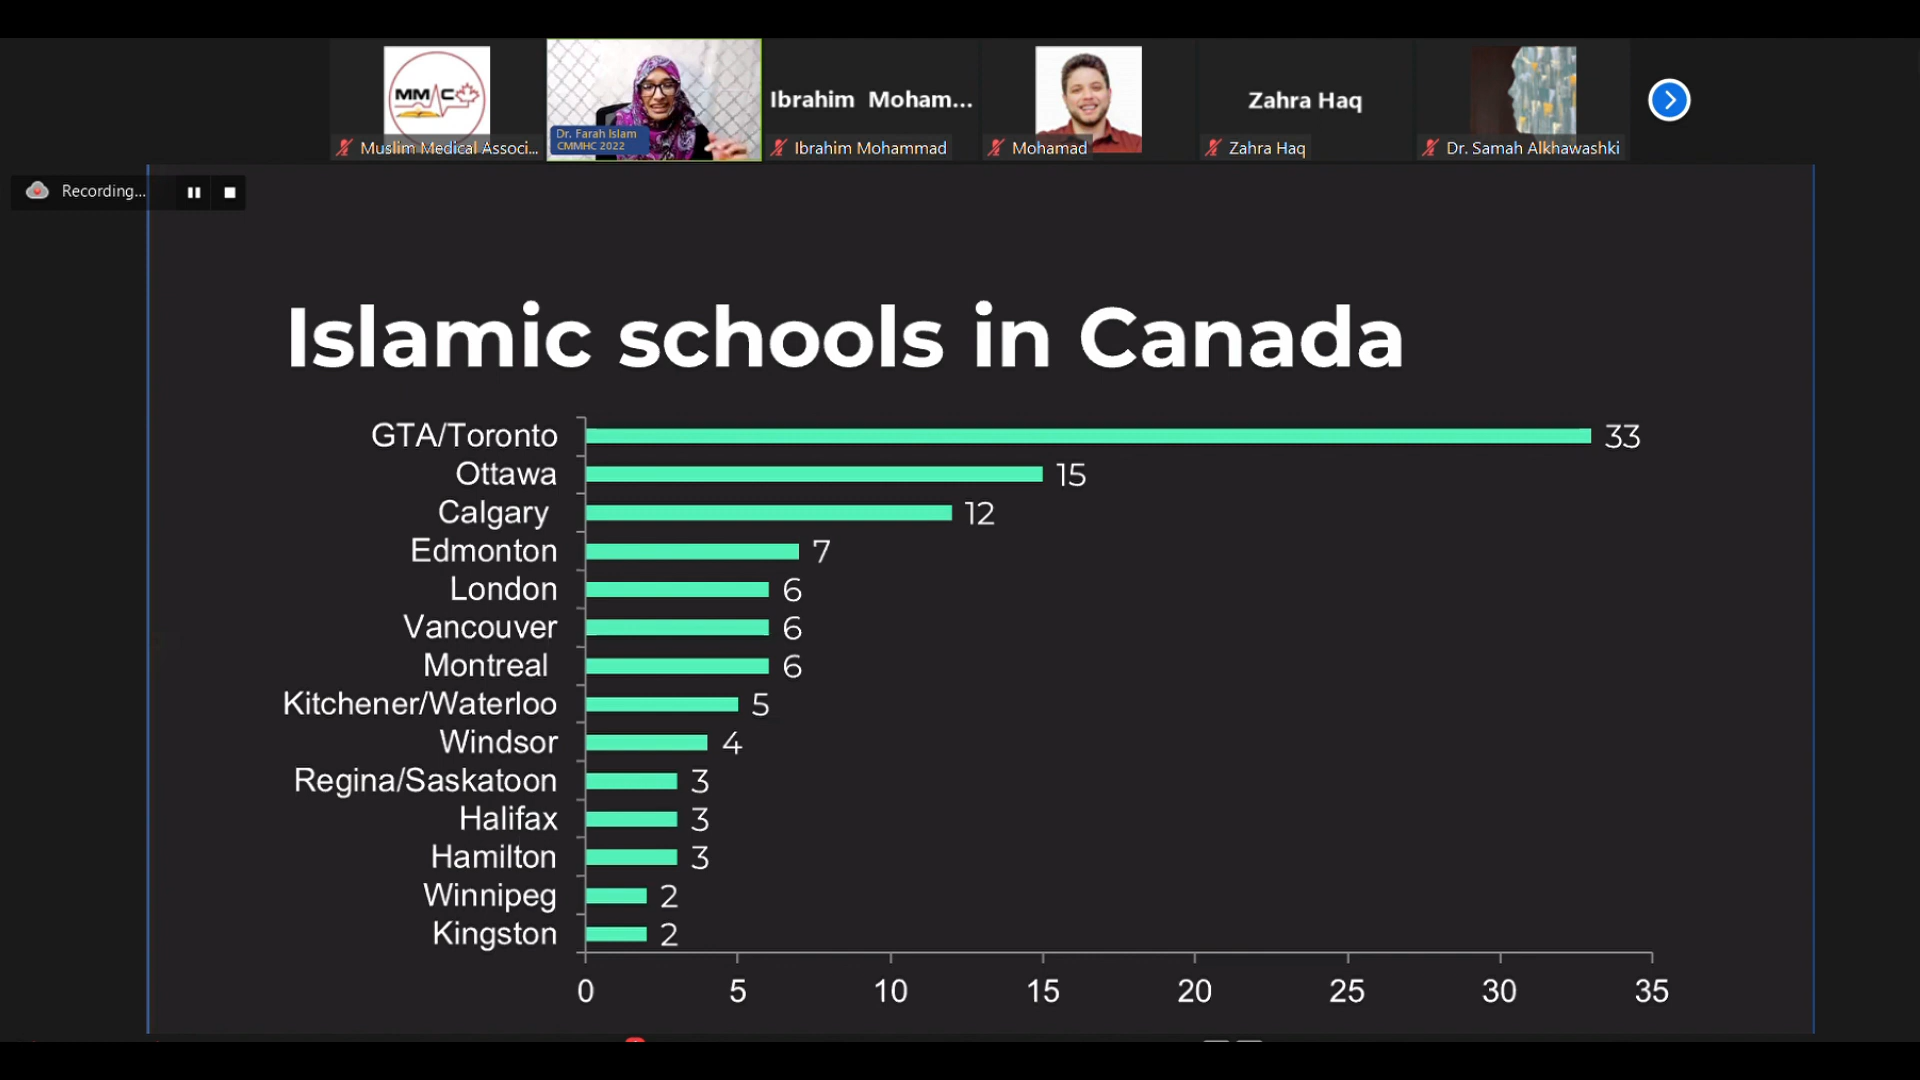 MMAC
Muslim Medical Associ...
Dr. Farah Islam
CMMHC 2022
Ibrahim Moham...
Ibrahim Mohammad
Mohamad
Zahra Haq
Zahra Haq
Dr. Samah Alkhawashki
Recording...
Islamic schools in Canada
GTA/Toronto 33
Ottawa 15
Calgary 12
Edmonton 7
London 6
Vancouver 6
Montreal 6
Kitchener/Waterloo 5
Windsor 4
Regina/Saskatoon 3
Halifax 3
Hamilton 3
Winnipeg 2
Kingston 2
0 5 10 15 20 25 30 35